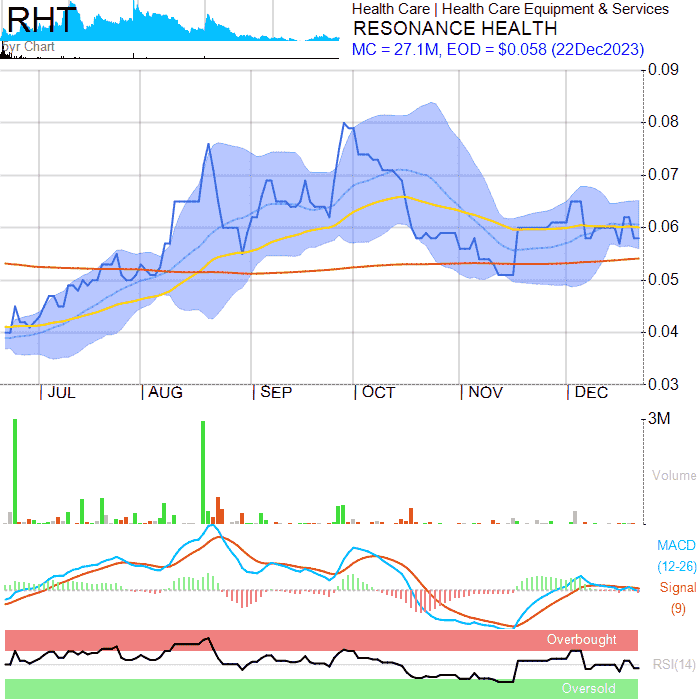 RHT
5yr Chart
Health Care | Health Care Equipment & Services
RESONANCE HEALTH
MC = 27.1M, EOD = $0.058 (22Dec2023)
0.09
0.08
0.07
0.06
0.05
0.04
0.03
JUL AUG SEP OCT NOV DEC
3M
Volume
MACD
(12-26)
Signal
(9)
Overbought
RSI(14)
Oversold